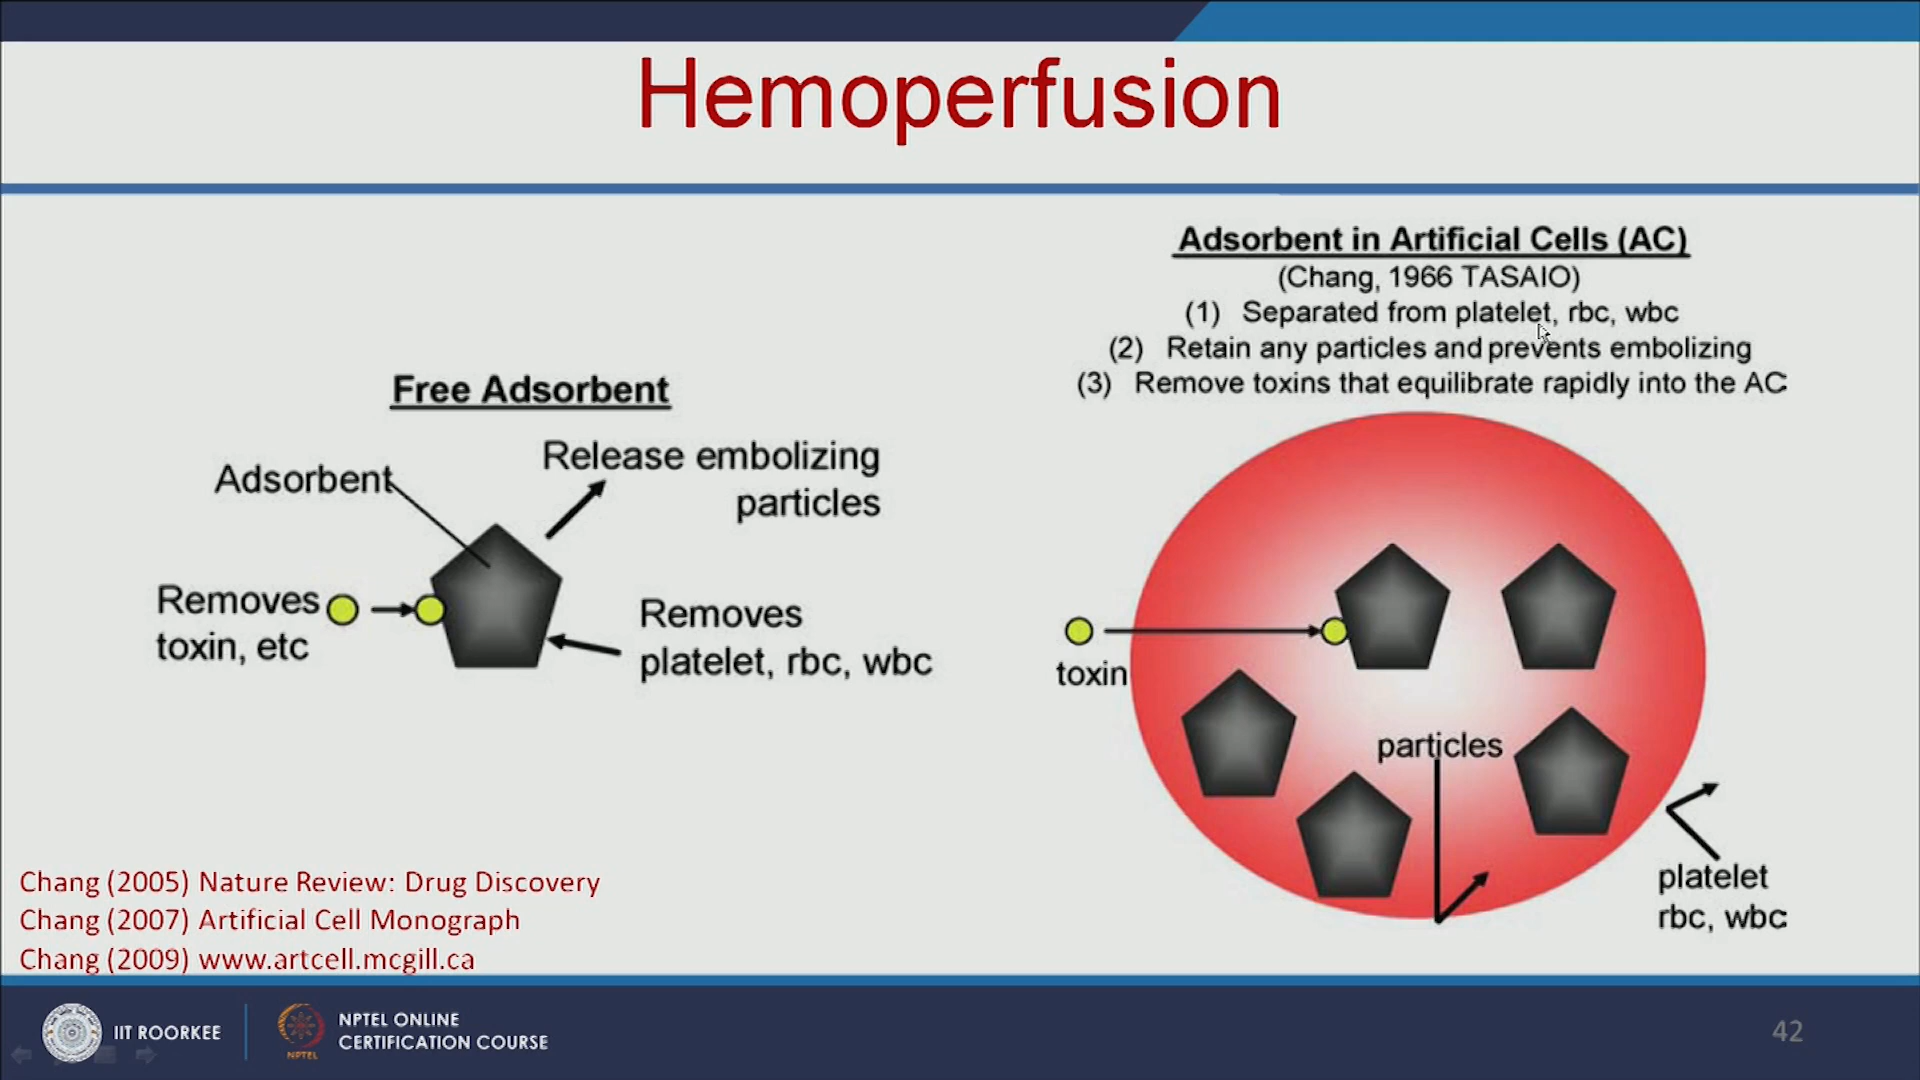 Hemoperfusion
Free Adsorbent
Adsorbent
Release embolizing
particles
Removes
toxin, etc
Removes
platelet, rbc, wbc
Adsorbent in Artificial Cells (AC)
(Chang, 1966 TASAIO)
(1) Separated from platelet, rbc, wbc
(2) Retain any particles and prevents embolizing
(3) Remove toxins that equilibrate rapidly into the AC
toxin
particles
platelet
rbc, wbc
Chang (2005) Nature Review: Drug Discovery
Chang (2007) Artificial Cell Monograph
Chang (2009) www.artcell.mcgill.ca
IIT ROORKEE
NPTEL
NPTEL ONLINE
CERTIFICATION COURSE
42